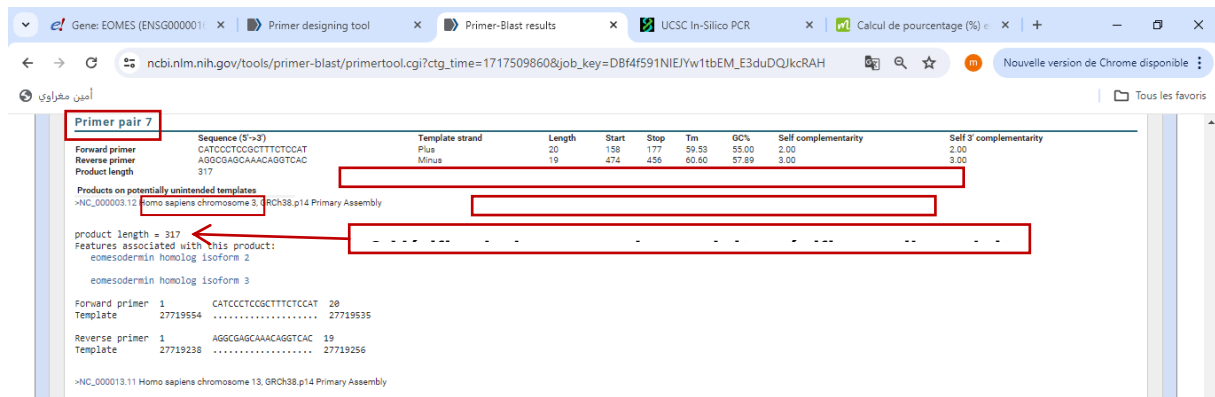 Gene: EOMES (ENSG0000016
Primer designing tool
Primer-Blast results
UCSC In-Silico PCR
Calcul de pourcentage (%) e
ncbi.nlm.nih.gov/tools/primer-blast/primertool.cgi?ctg_time=1717509860&job_key=DBf4f591NIEJYw1tbEM_E3duDQJkcRAH
m
Nouvelle version de Chrome disponible
أمين مغراوي
Tous les favoris
Primer pair 7
Sequence (5'->3') Template strand Length Start Stop Tm GC% Self complementarity Self 3' complementarity
Forward primer CATCCCTCCGCTTTCTCCAT Plus 20 158 177 59.53 55.00 2.00 2.00
Reverse primer AGGCGAGCAAACAGGTCAC Minus 19 474 456 60.60 57.89 3.00 3.00
Product length 317
Products on potentially unintended templates
>NC_000003.12 Homo sapiens chromosome 3, GRCh38.p14 Primary Assembly
product length = 317
Features associated with this product:
eomesodermin homolog isoform 2
eomesodermin homolog isoform 3
Forward primer 1 CATCCCTCCGCTTTCTCCAT 20
Template 27719554 .................... 27719535
Reverse primer 1 AGGCGAGCAAACAGGTCAC 19
Template 27719238 ................... 27719256
>NC_000013.11 Homo sapiens chromosome 13, GRCh38.p14 Primary Assembly